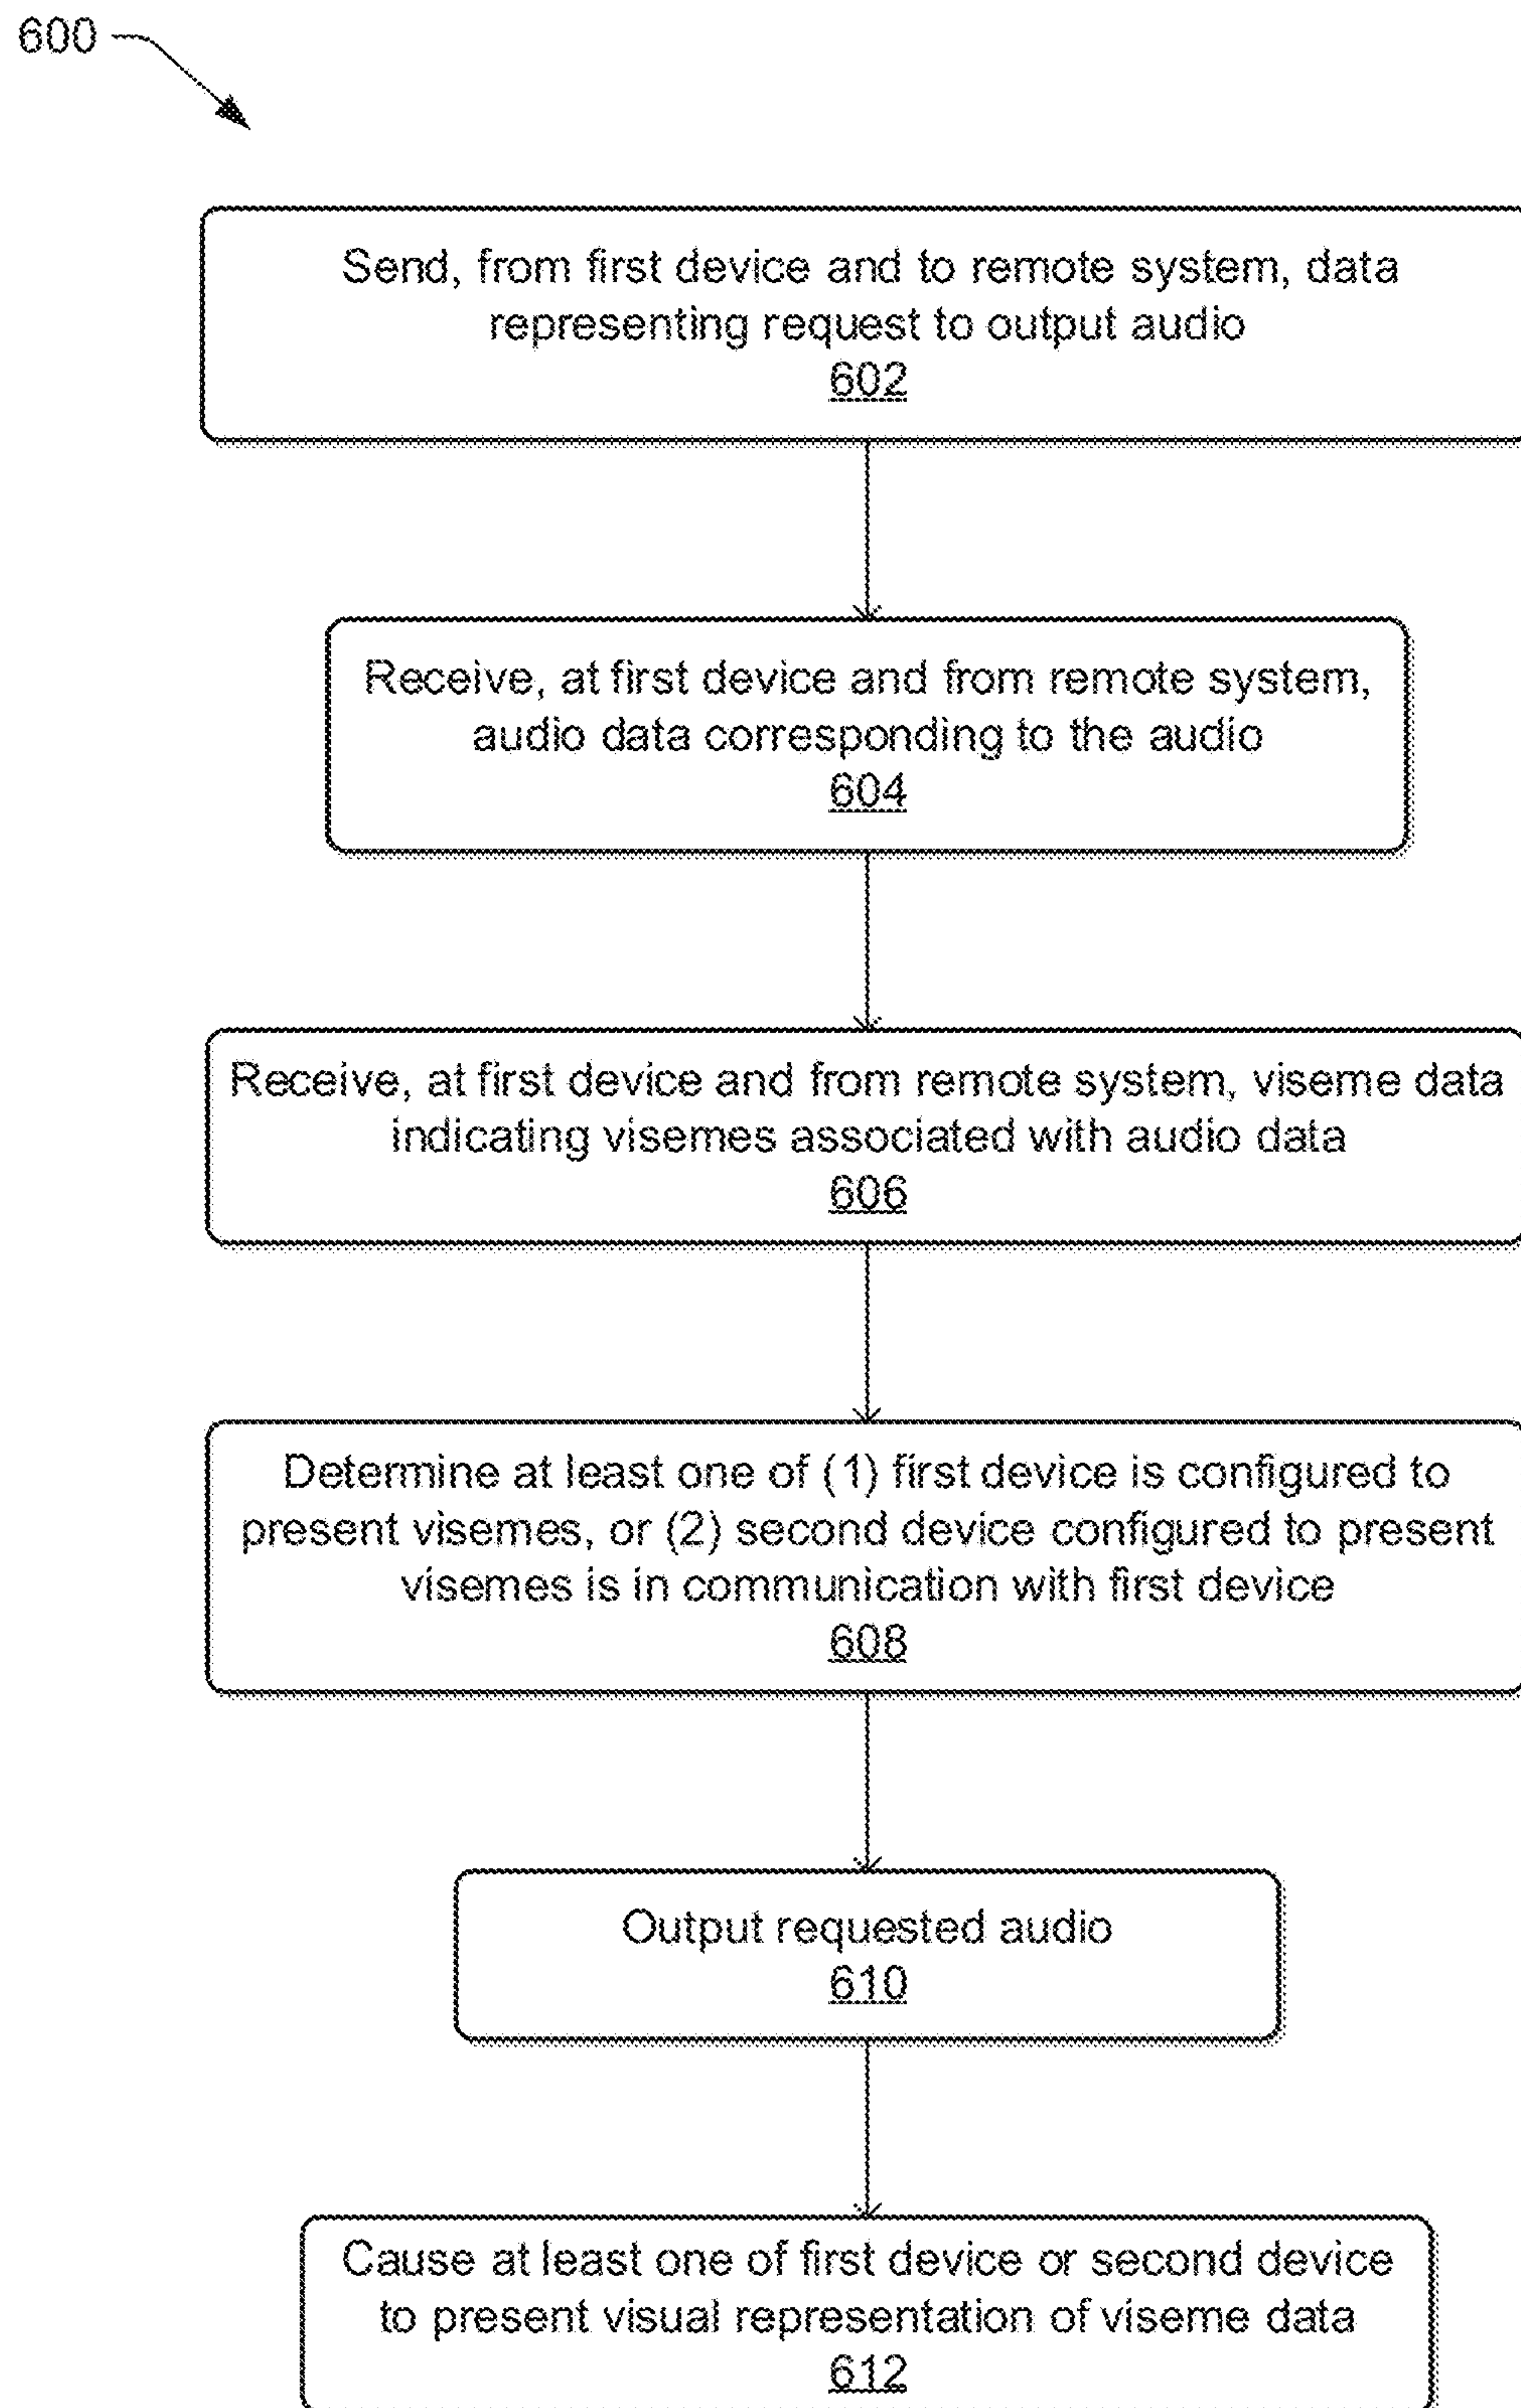 600
Send, from first device and to remote system, data
representing request to output audio
602
Receive, at first device and from remote system,
audio data corresponding to the audio
604
Receive, at first device and from remote system, viseme data
indicating visemes associated with audio data
606
Determine at least one of (1) first device is configured to
present visemes, or (2) second device configured to present
visemes is in communication with first device
608
Output requested audio
610
Cause at least one of first device or second device
to present visual representation of viseme data
612